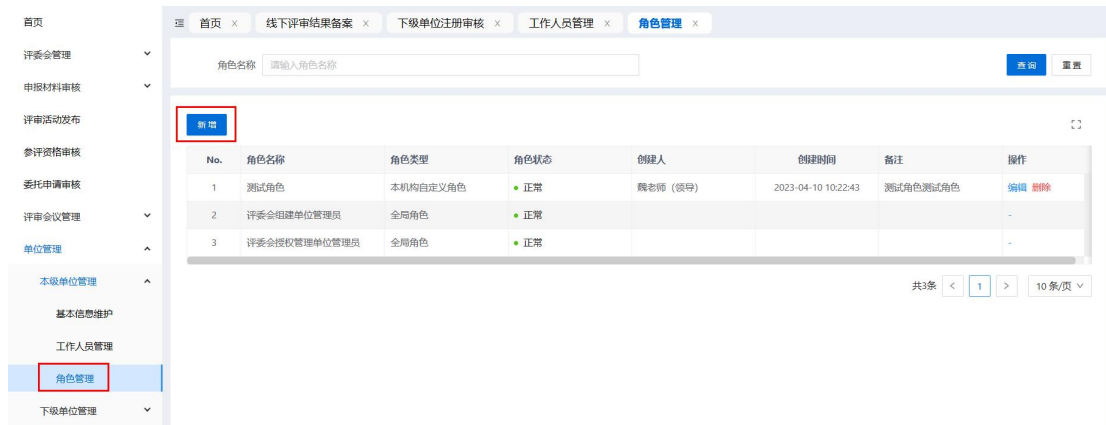 首页
评委会管理
申报材料审核
评审活动发布
参评资格审核
委托申请审核
评审会议管理
单位管理
本级单位管理
基本信息维护
工作人员管理
角色管理
下级单位管理
首页 × 线下评审结果备案 × 下级单位注册审核 × 工作人员管理 × 角色管理 ×
角色名称 请输入角色名称 查询 重置
新增
No. 角色名称 角色类型 角色状态 创建人 创建时间 备注 操作
1 测试角色 本机构自定义角色 正常 魏老师（领导） 2023-04-10 10:22:43 测试角色测试角色 编辑 删除
2 评委会组建单位管理员 全局角色 正常 -
3 评委会授权管理单位管理员 全局角色 正常 -
共3条 < 1 > 10 条/页